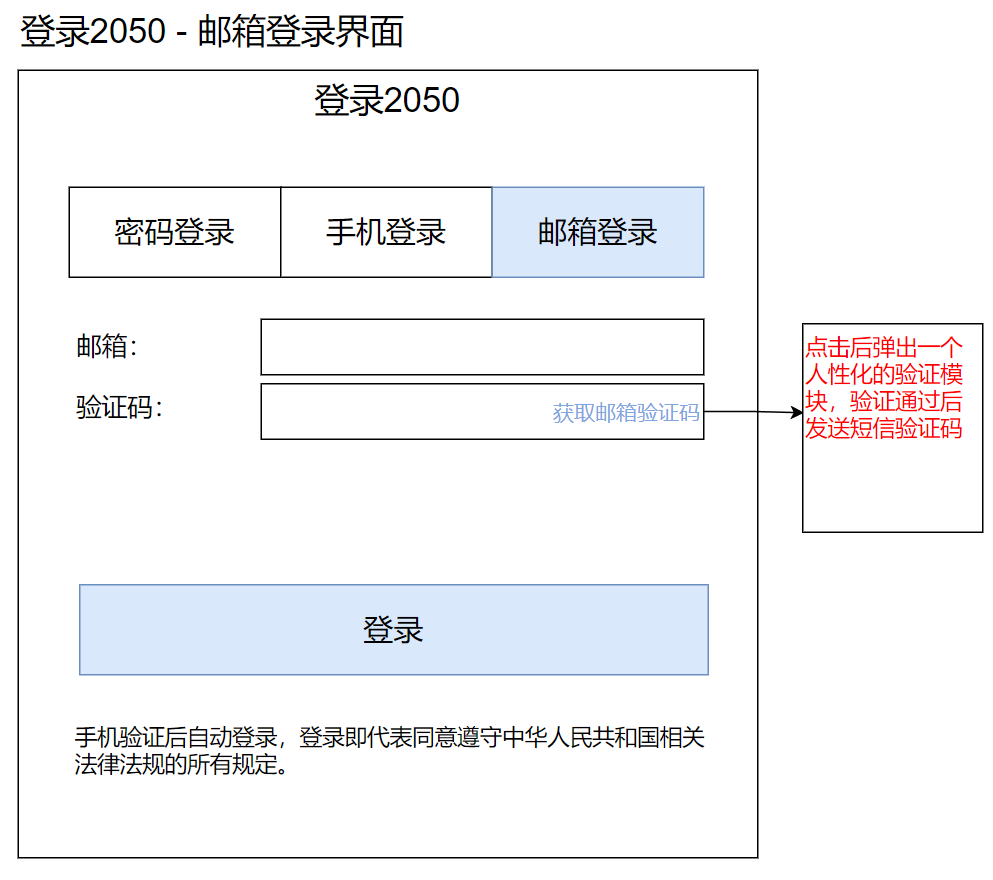 登录2050 - 邮箱登录界面
登录2050
密码登录
手机登录
邮箱登录
邮箱：
验证码：
获取邮箱验证码
点击后弹出一个
人性化的验证模
块，验证通过后
发送短信验证码
登录
手机验证后自动登录，登录即代表同意遵守中华人民共和国相关
法律法规的所有规定。